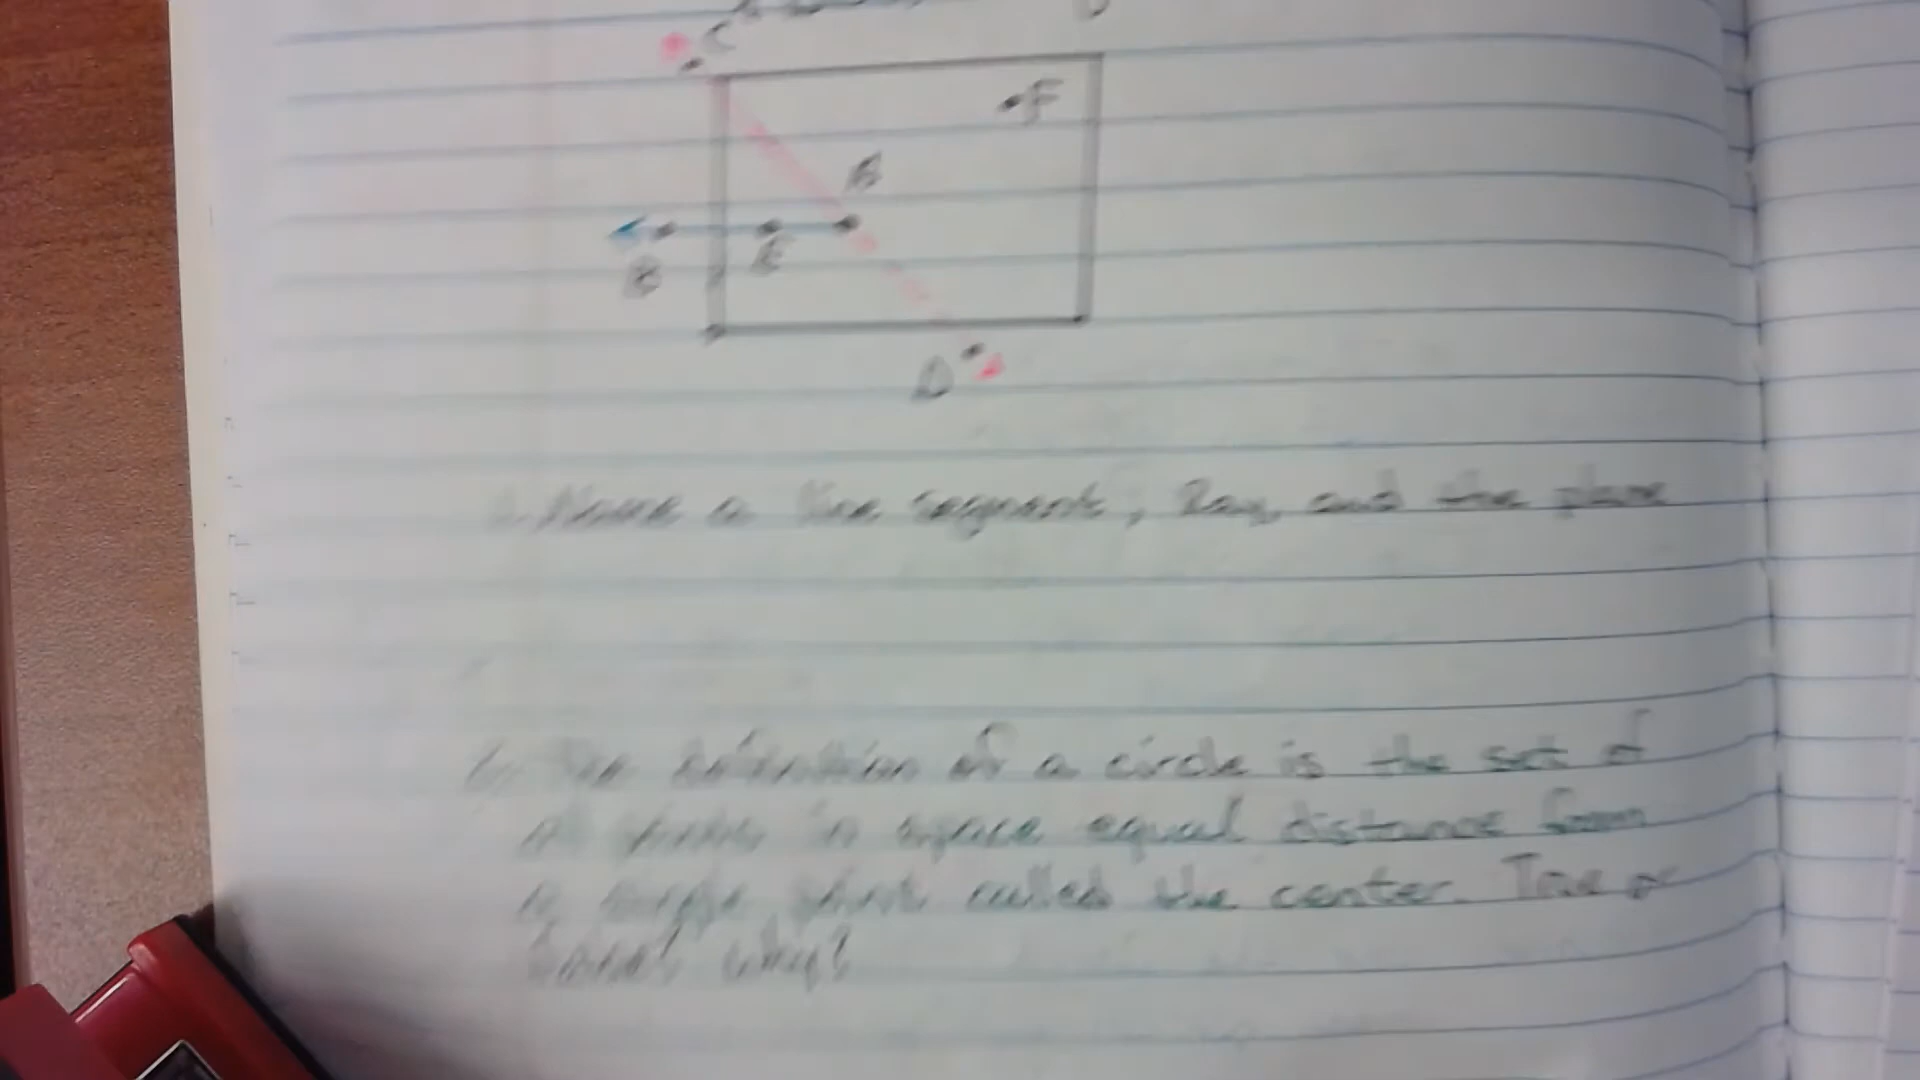 C
F
A
B
E
D
Name a line segment, Ray, and the plane
The definition of a circle is the set of
all points in space equal distance from
a single point called the center. True or
why?